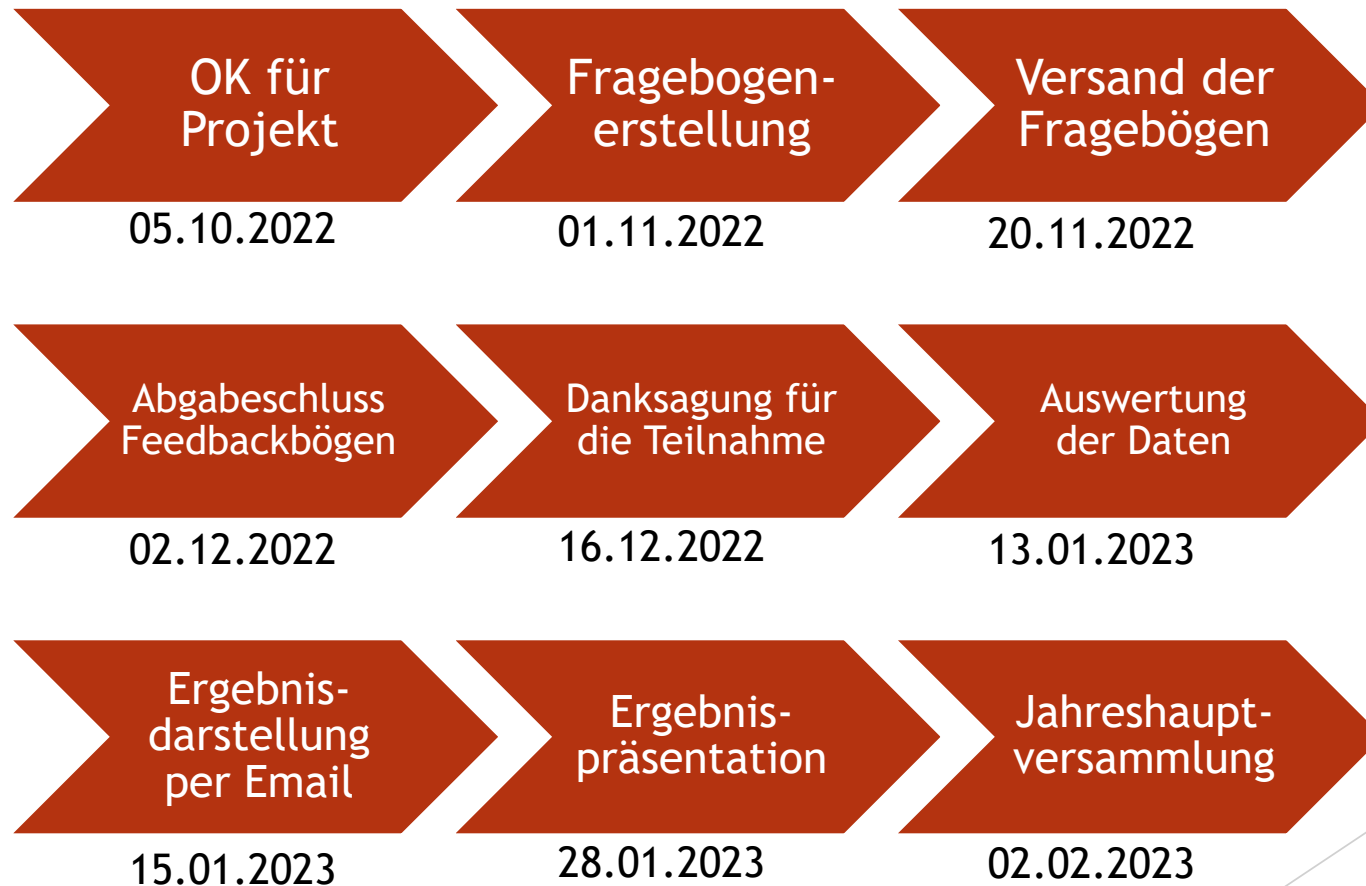 OK für
Projekt
05.10.2022
Fragebogen-
erstellung
01.11.2022
Versand der
Fragebögen
20.11.2022
Abgabeschluss
Feedbackbögen
02.12.2022
Danksagung für
die Teilnahme
16.12.2022
Auswertung
der Daten
13.01.2023
Ergebnis-
darstellung
per Email
15.01.2023
Ergebnis-
präsentation
28.01.2023
Jahreshaupt-
versammlung
02.02.2023